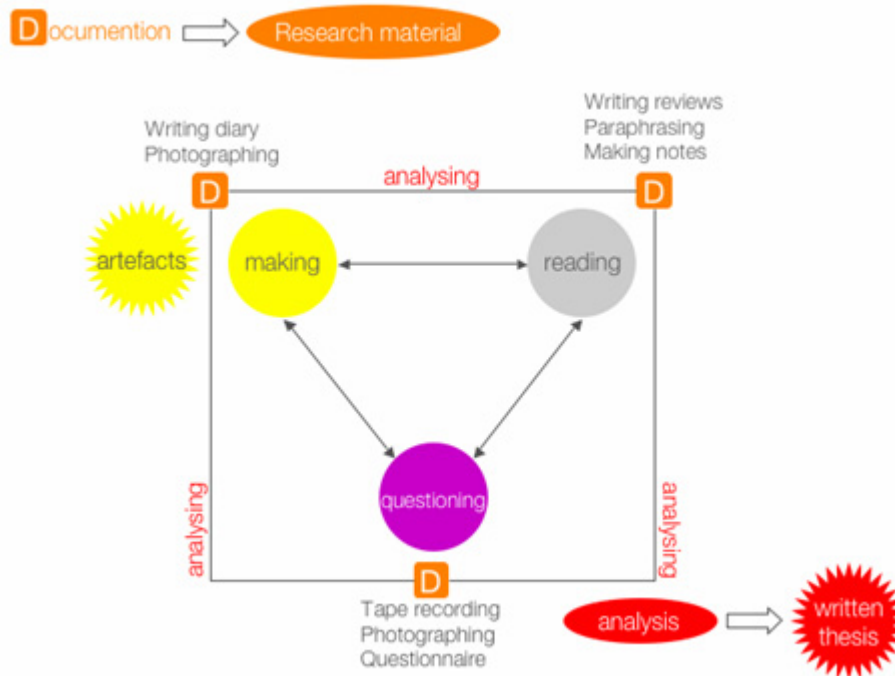 Documention
Research material
Writing diary
Photographing
Writing reviews
Paraphrasing
Making notes
D
analysing
D
artefacts
making
reading
questioning
analysing
analysing
D
Tape recording
Photographing
Questionnaire
analysis
written
thesis